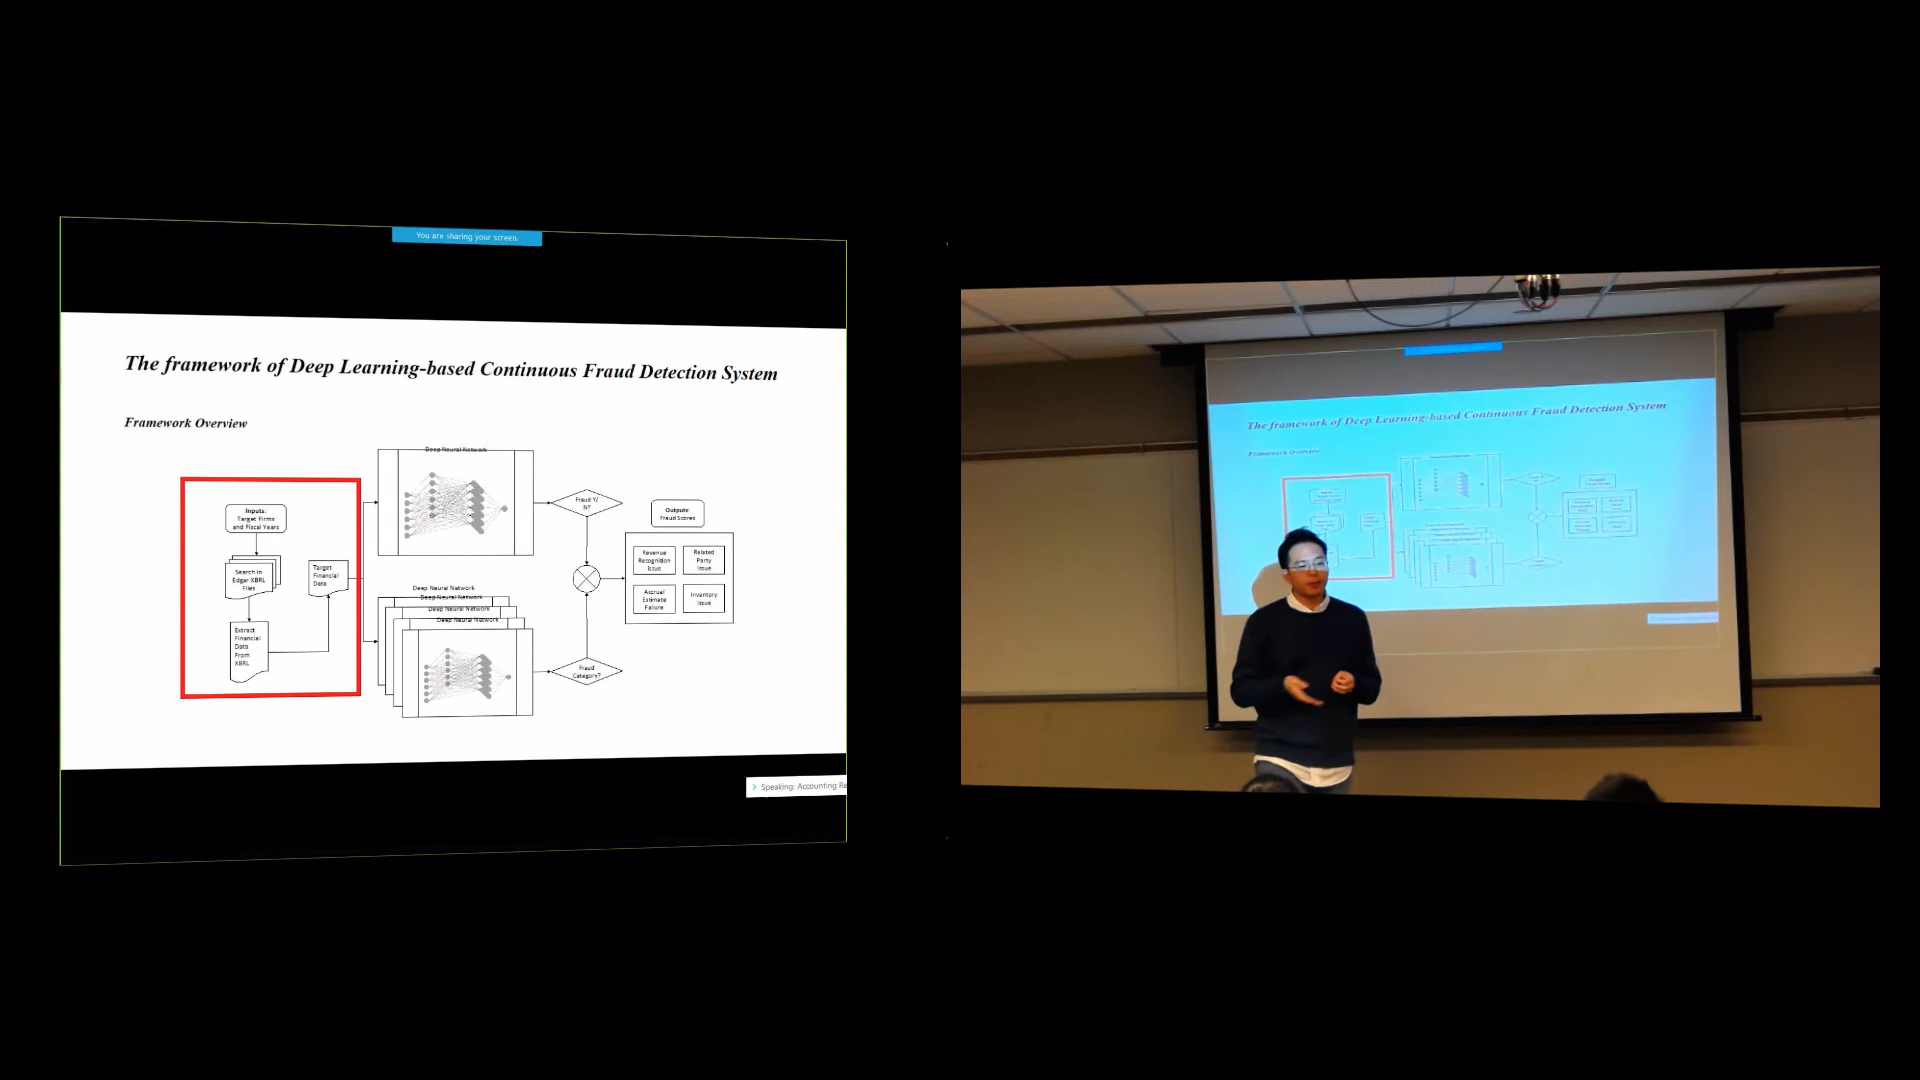 You are sharing your screen.
The framework of Deep Learning-based Continuous Fraud Detection System
Framework Overview
Inputs:
Target Firms
and Fiscal Years
Search in
Edgar XBRL
Files
Extract
Financial
Data
From
XBRL
Target
Financial
Data
Deep Neural Network
Deep Neural Network
Deep Neural Network
Deep Neural Network
Deep Neural Network
Fraud Y/
N?
Fraud
Category?
Outputs:
Fraud Scores
Revenue
Recognition
Issue
Related
Party
Issue
Accrual
Estimate
Failure
Inventory
Issue
Speaking: Accounting Re
The framework of Deep Learning-based Continuous Fraud Detection System
Framework Overview